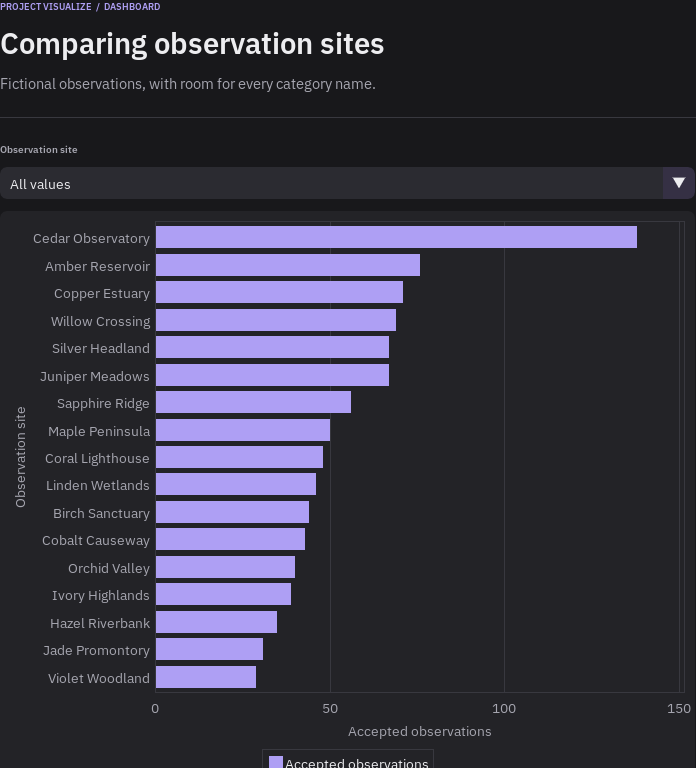 PROJECT VISUALIZE / DASHBOARD
Comparing observation sites
Fictional observations, with room for every category name.
Observation site
All values
Cedar Observatory
Amber Reservoir
Copper Estuary
Willow Crossing
Silver Headland
Juniper Meadows
Sapphire Ridge
Maple Peninsula
Coral Lighthouse
Linden Wetlands
Birch Sanctuary
Cobalt Causeway
Orchid Valley
Ivory Highlands
Hazel Riverbank
Jade Promontory
Violet Woodland
Observation site
0 50 100 150
Accepted observations
Accepted observations